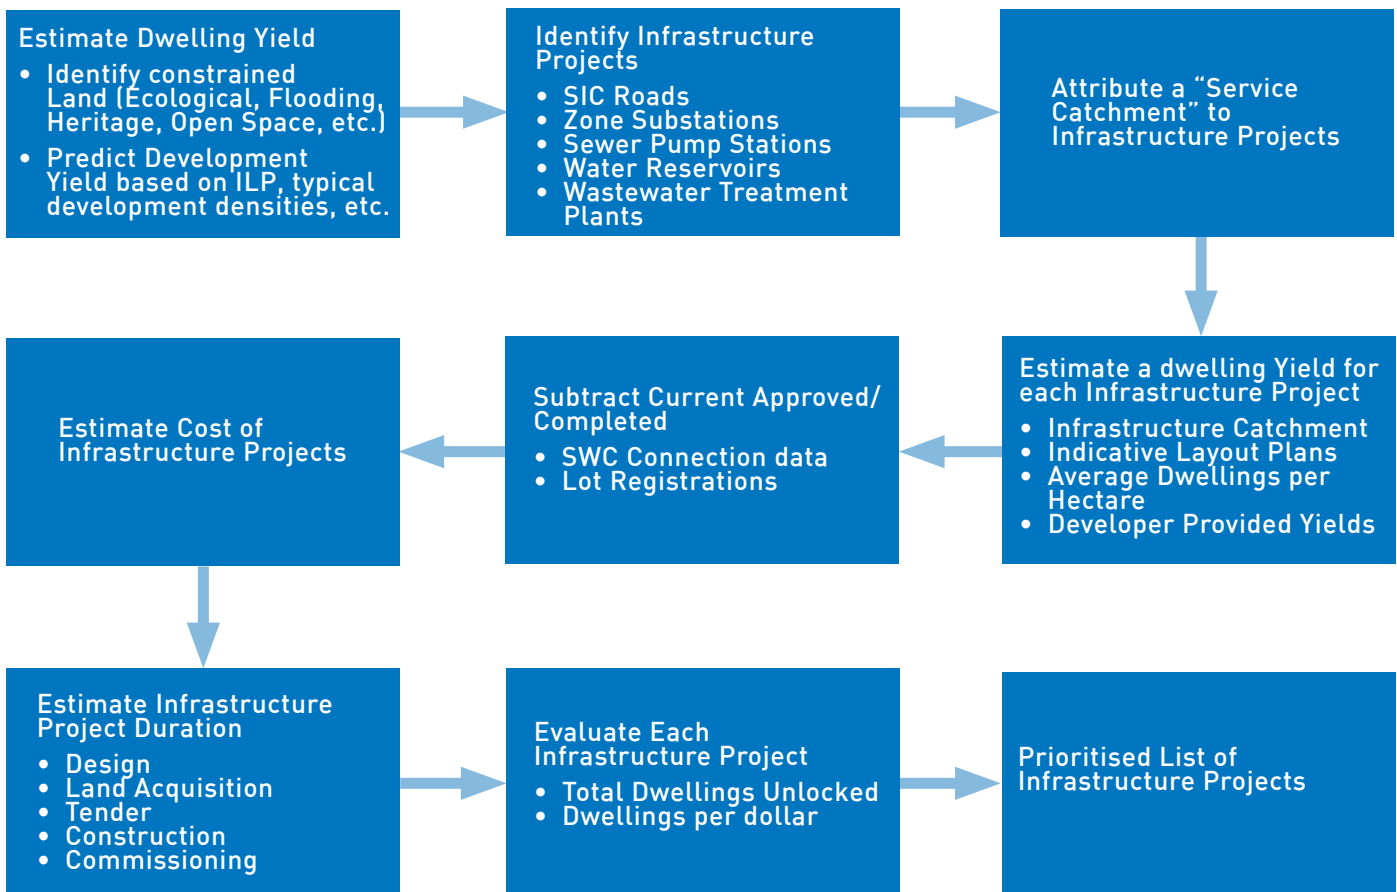 Estimate Dwelling Yield
• Identify constrained
Land (Ecological, Flooding,
Heritage, Open Space, etc.)
• Predict Development
Yield based on ILP, typical
development densities, etc.
Identify Infrastructure
Projects
• SIC Roads
• Zone Substations
• Sewer Pump Stations
• Water Reservoirs
• Wastewater Treatment
Plants
Attribute a “Service
Catchment” to
Infrastructure Projects
Estimate a dwelling Yield for
each Infrastructure Project
• Infrastructure Catchment
• Indicative Layout Plans
• Average Dwellings per
Hectare
• Developer Provided Yields
Subtract Current Approved/
Completed
• SWC Connection data
• Lot Registrations
Estimate Cost of
Infrastructure Projects
Estimate Infrastructure
Project Duration
• Design
• Land Acquisition
• Tender
• Construction
• Commissioning
Evaluate Each
Infrastructure Project
• Total Dwellings Unlocked
• Dwellings per dollar
Prioritised List of
Infrastructure Projects